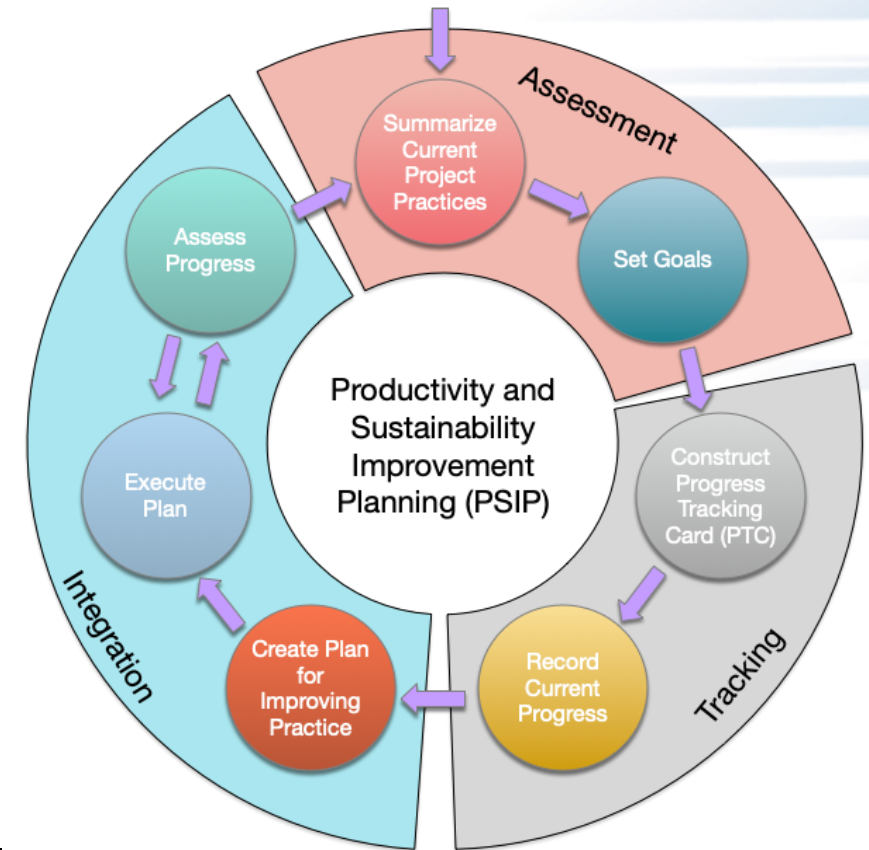 Assessment
Summarize
Current
Project
Practices
Set Goals
Construct
Progress
Tracking
Card (PTC)
Tracking
Record
Current
Progress
Create Plan
for
Improving
Practice
Integration
Execute
Plan
Assess
Progress
Productivity and
Sustainability
Improvement
Planning (PSIP)